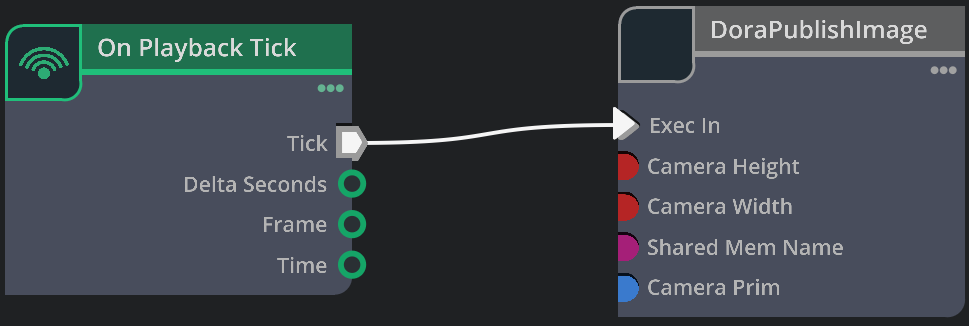 On Playback Tick
Tick
Delta Seconds
Frame
Time
DoraPublishImage
Exec In
Camera Height
Camera Width
Shared Mem Name
Camera Prim